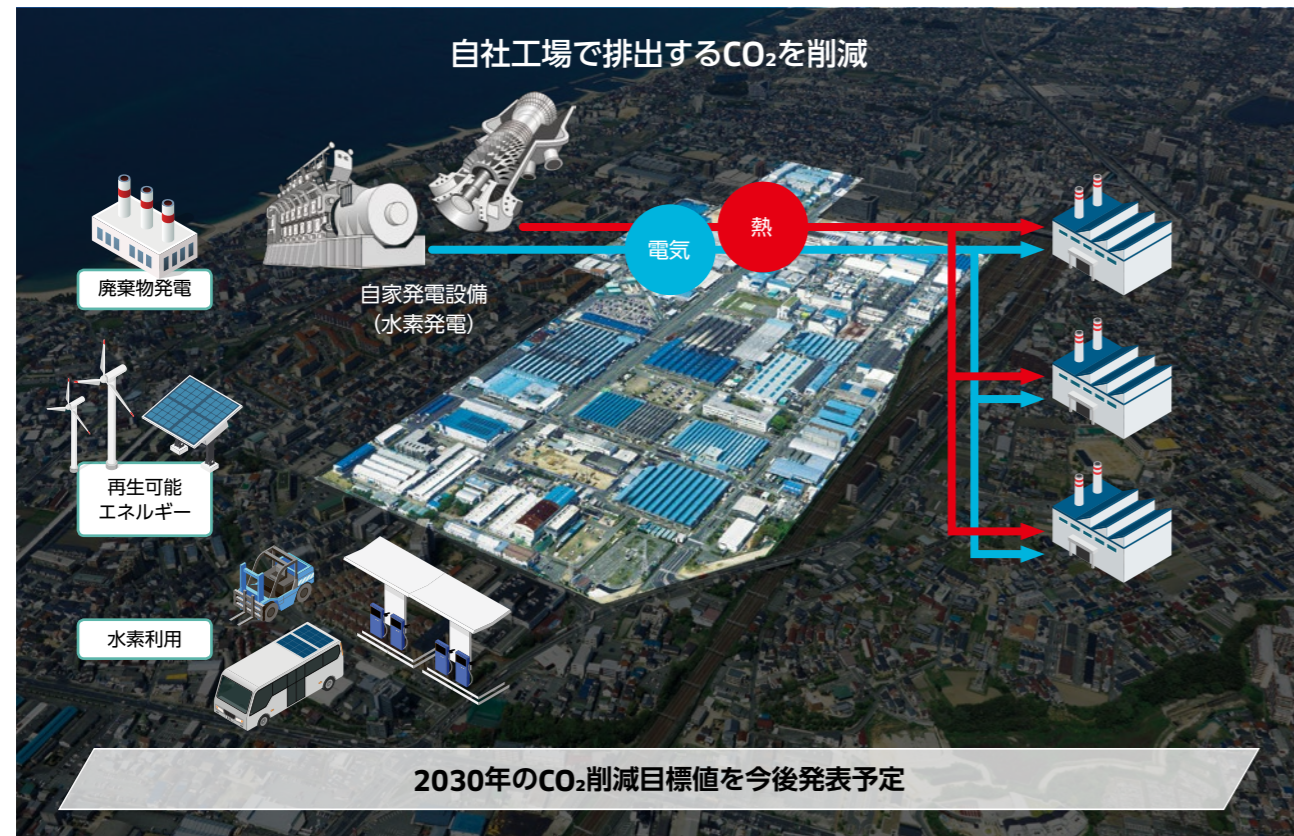 自社工場で排出するCO₂を削減
電気
熱
廃棄物発電
自家発電設備
（水素発電）
再生可能
エネルギー
水素利用
2030年のCO₂削減目標値を今後発表予定